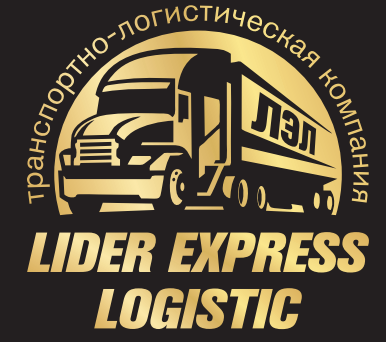 транспортно-логистическая компания
ЛЭЛ
LIDER EXPRESS
LOGISTIC